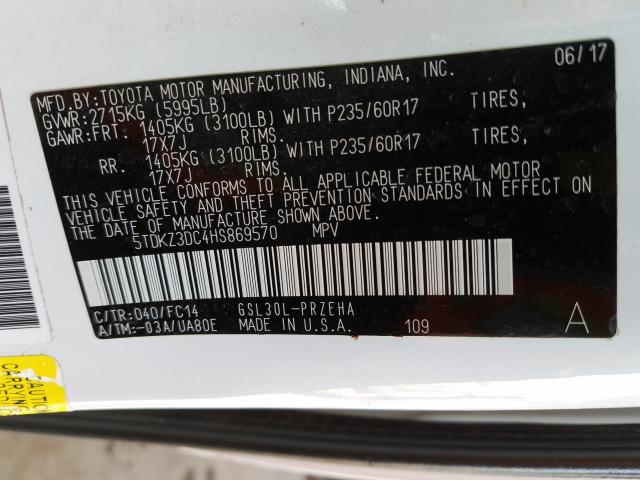 06/17
MFD.BY:TOYOTA MOTOR MANUFACTURING, INDIANA, INC.
GVWR:2715KG (5995LB)
GAWR:FRT. 1405KG (3100LB) WITH P235/60R17 TIRES,
17X7J RIMS.
RR. 1405KG (3100LB) WITH P235/60R17 TIRES,
17X7J RIMS.
THIS VEHICLE CONFORMS TO ALL APPLICABLE FEDERAL MOTOR
VEHICLE SAFETY AND THEFT PREVENTION STANDARDS IN EFFECT ON
THE DATE OF MANUFACTURE SHOWN ABOVE.
5TDKZ3DC4HS869570 MPV
C/TR:040/FC14 GSL30L-PRZEHA
A/TM:-03A/UA80E MADE IN U.S.A. 109 A
CAUTIO
CARRYING